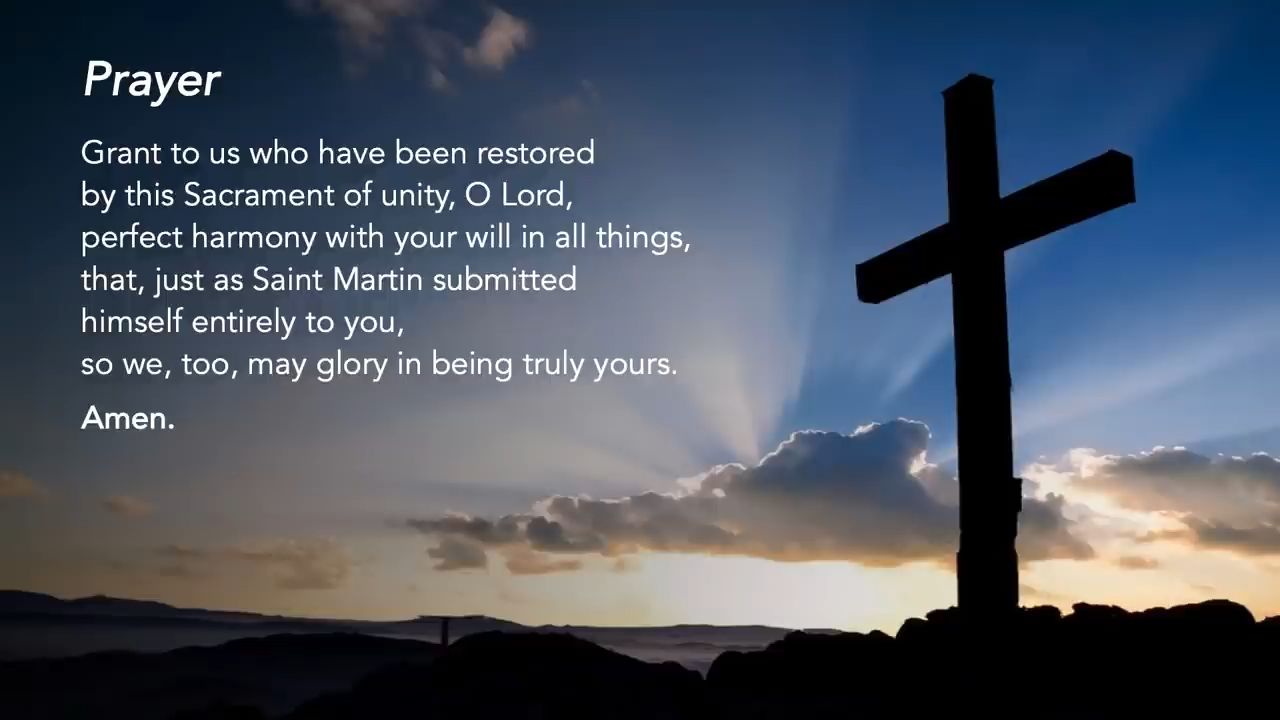 Prayer
Grant to us who have been restored
by this Sacrament of unity, O Lord,
perfect harmony with your will in all things,
that, just as Saint Martin submitted
himself entirely to you,
so we, too, may glory in being truly yours.
Amen.